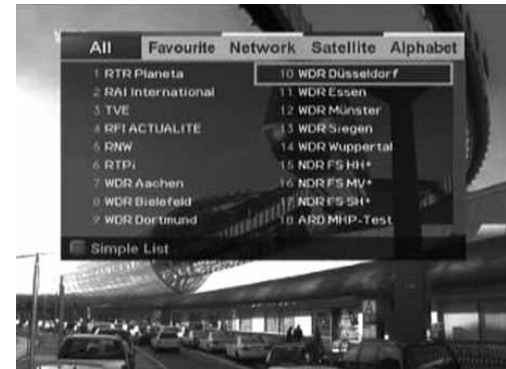 All Favourite Network Satellite Alphabet
1 RTR Planeta
2 RAI International
3 TVE
4 RFI ACTUALITE
5 RNW
6 RTPi
7 WDR Aachen
8 WDR Bielefeld
9 WDR Dortmund
10 WDR Düsseldorf
11 WDR Essen
12 WDR Münster
13 WDR Siegen
14 WDR Wuppertal
15 NDR FS HH*
16 NDR FS MV*
17 NDR FS SH*
18 ARD MHP-Test
Simple List